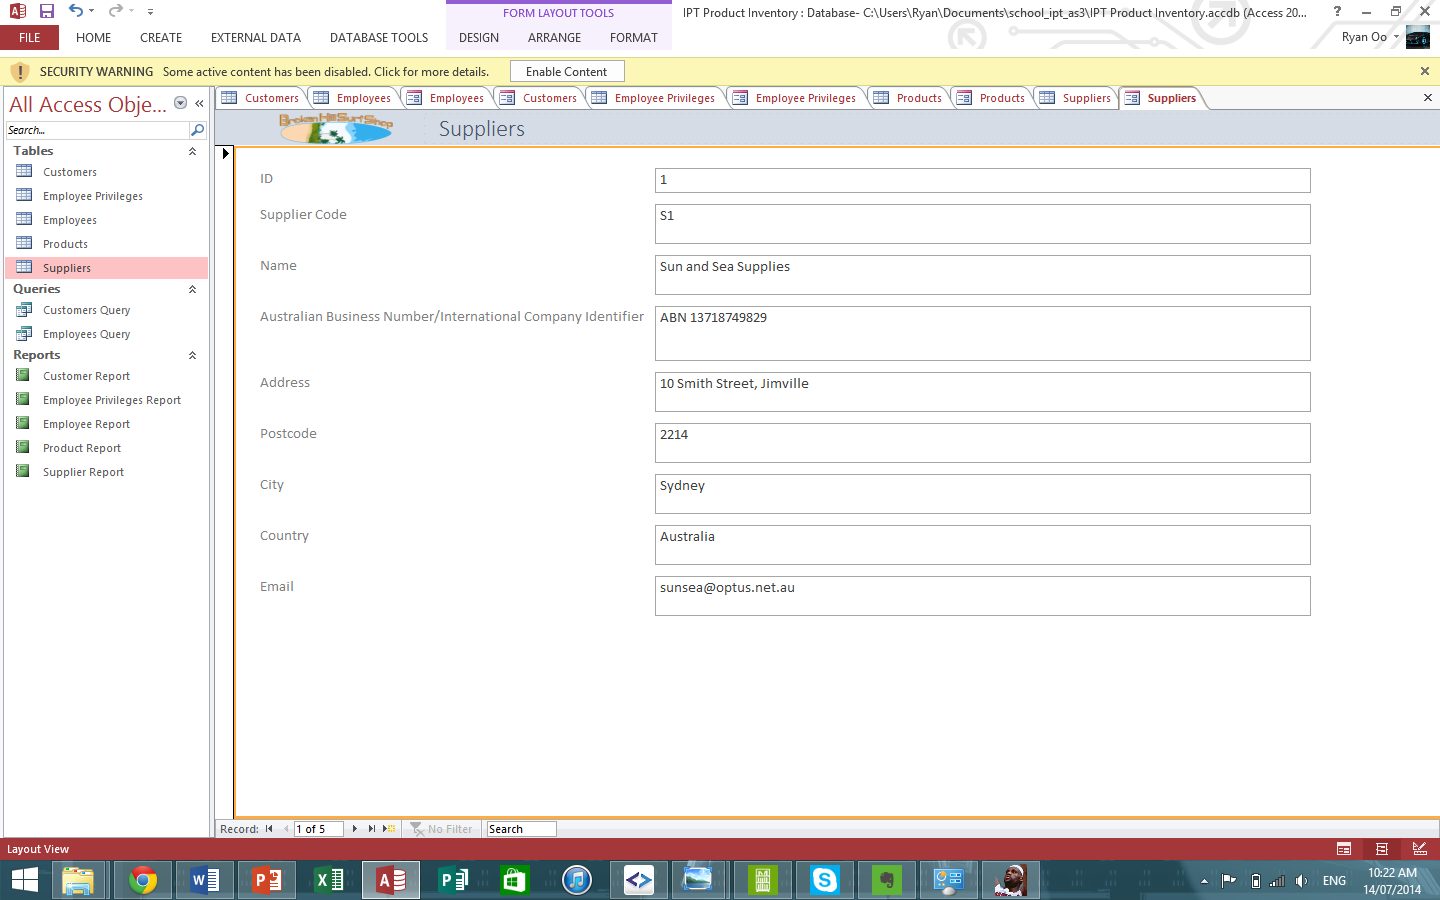 FORM LAYOUT TOOLS
IPT Product Inventory : Database- C:\Users\Ryan\Documents\school_ipt_as3\IPT Product Inventory.accdb (Access 20...
FILE HOME CREATE EXTERNAL DATA DATABASE TOOLS DESIGN ARRANGE FORMAT Ryan Oo
SECURITY WARNING Some active content has been disabled. Click for more details. Enable Content
All Access Obje...
Customers Employees Employees Customers Employee Privileges Employee Privileges Products Products Suppliers Suppliers
Broken Hill Surf Shop
Suppliers
Search...
Tables
Customers
Employee Privileges
Employees
Products
Suppliers
Queries
Customers Query
Employees Query
Reports
Customer Report
Employee Privileges Report
Employee Report
Product Report
Supplier Report
ID 1
Supplier Code S1
Name Sun and Sea Supplies
Australian Business Number/International Company Identifier ABN 13718749829
Address 10 Smith Street, Jimville
Postcode 2214
City Sydney
Country Australia
Email sunsea@optus.net.au
Record: 1 of 5 No Filter Search
Layout View
ENG 10:22 AM
14/07/2014